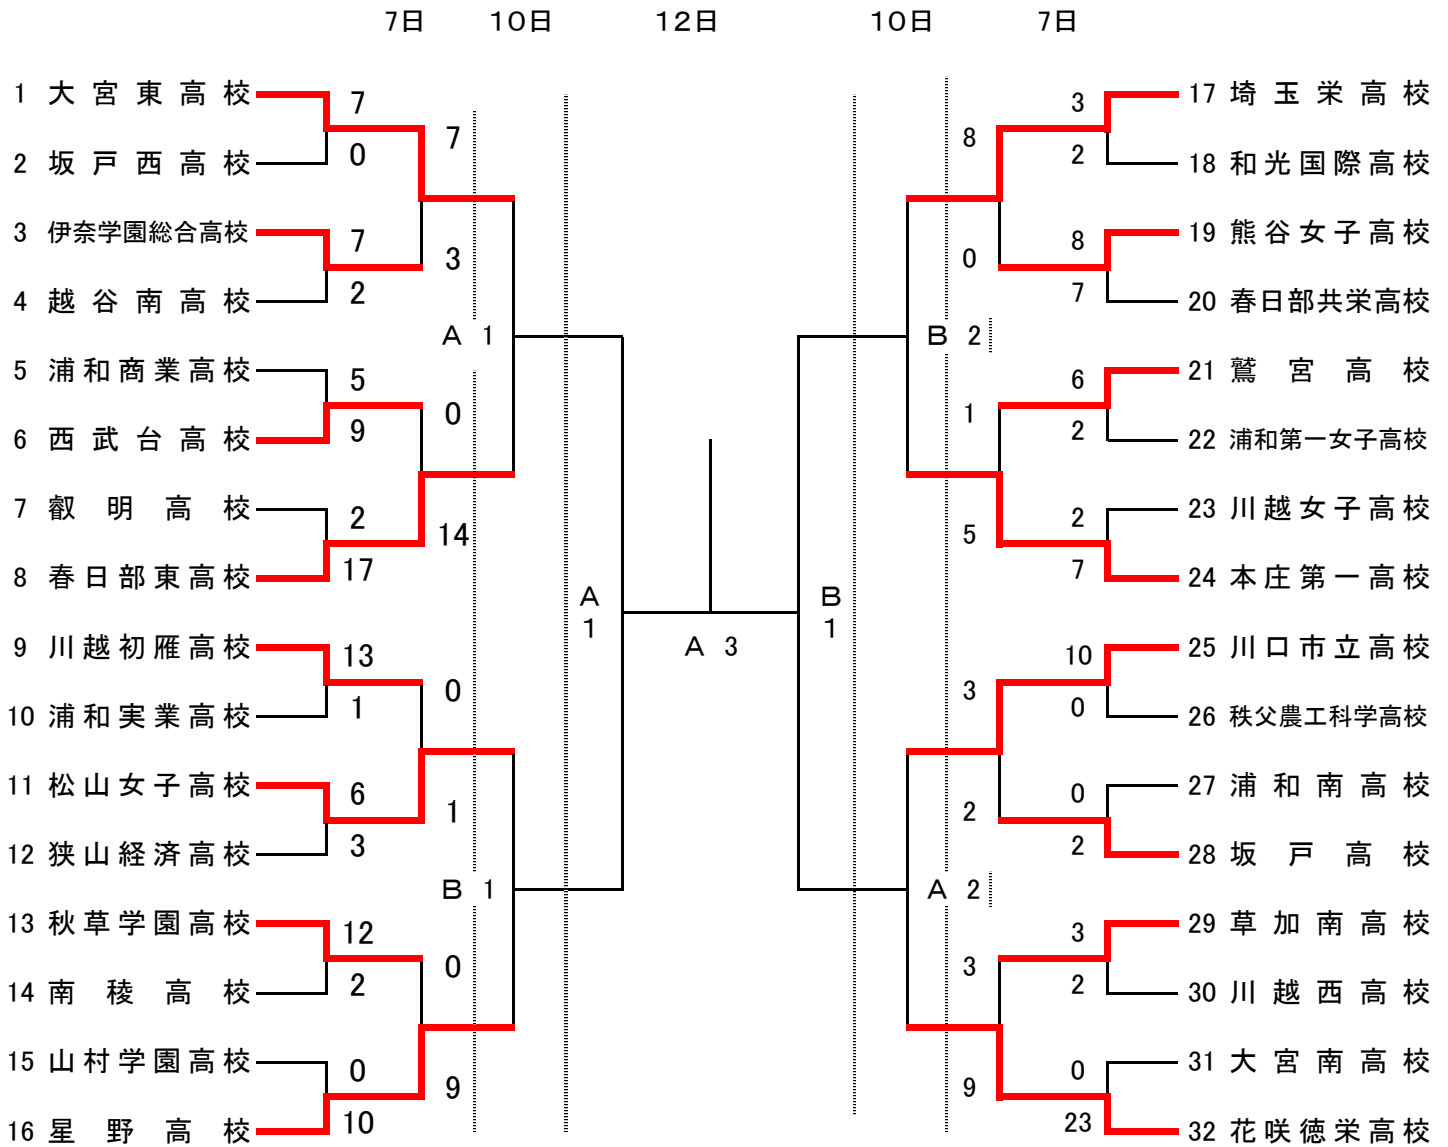 7日 10日 12日 10日 7日
1 大宮東高校 7
2 坂戸西高校 0
7
3 伊奈学園総合高校 7
4 越谷南高校 2
3
A 1
5 浦和商業高校 5
6 西武台高校 9
0
7 叡明高校 2
8 春日部東高校 17
14
A
1
9 川越初雁高校 13
10 浦和実業高校 1
0
11 松山女子高校 6
12 狭山経済高校 3
1
B 1
13 秋草学園高校 12
14 南稜高校 2
0
15 山村学園高校 0
16 星野高校 10
9
A 3
3 17 埼玉栄高校
2 18 和光国際高校
8
8 19 熊谷女子高校
7 20 春日部共栄高校
0
B 2
6 21 鷲宮高校
2 22 浦和第一女子高校
1
2 23 川越女子高校
7 24 本庄第一高校
5
B
1
10 25 川口市立高校
0 26 秩父農工科学高校
3
0 27 浦和南高校
2 28 坂戸高校
2
A 2
3 29 草加南高校
2 30 川越西高校
3
0 31 大宮南高校
23 32 花咲徳栄高校
9